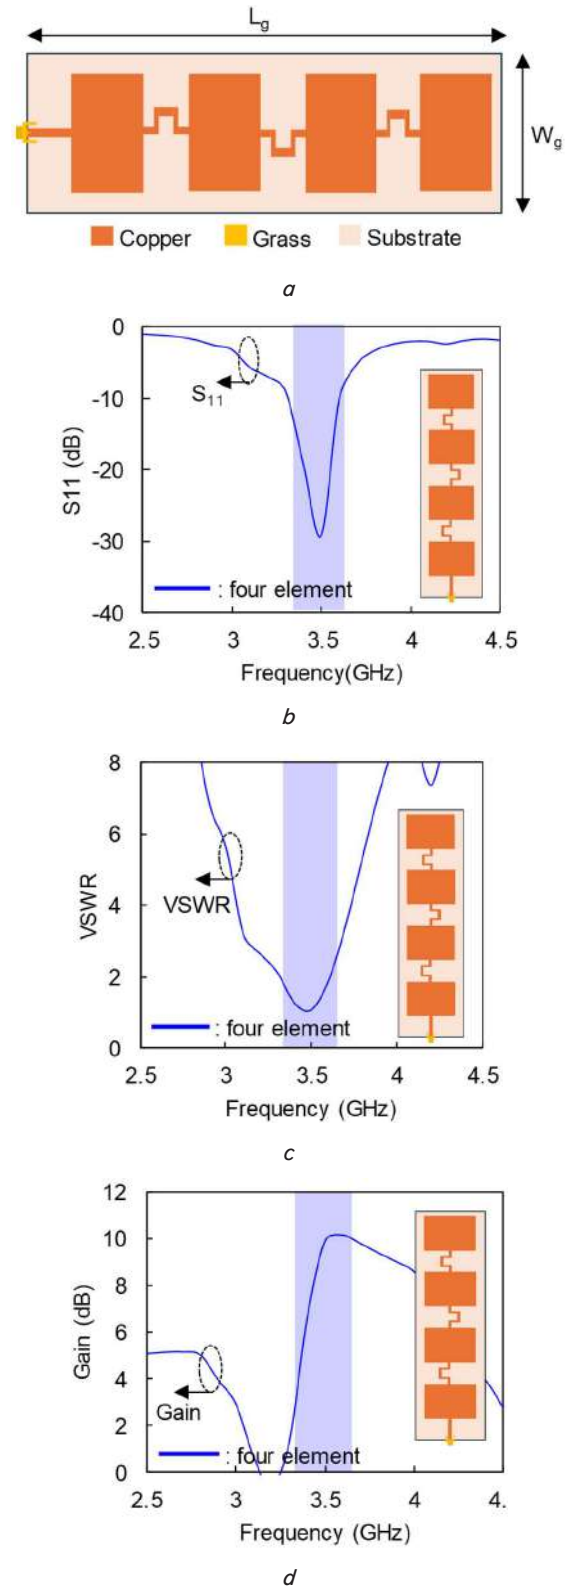 Lg
Wg
Copper Grass Substrate
a
0
-10
-20
-30
-40
S11 (dB)
S11
: four element
2.5 3 3.5 4 4.5
Frequency(GHz)
b
8
6
4
2
0
VSWR
VSWR
: four element
2.5 3 3.5 4 4.5
Frequency (GHz)
c
12
10
8
6
4
2
0
Gain (dB)
Gain
: four element
2.5 3 3.5 4 4.
Frequency (GHz)
d